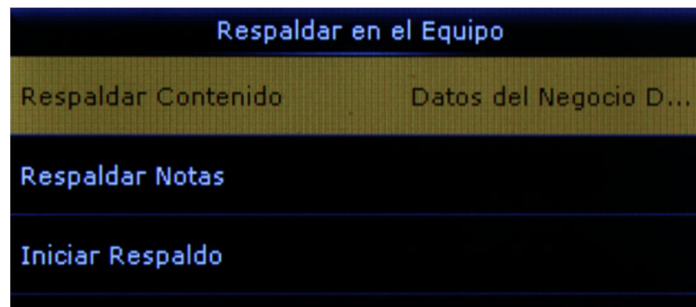 Respaldar en el Equipo
Respaldar Contenido Datos del Negocio D...
Respaldar Notas
Iniciar Respaldo